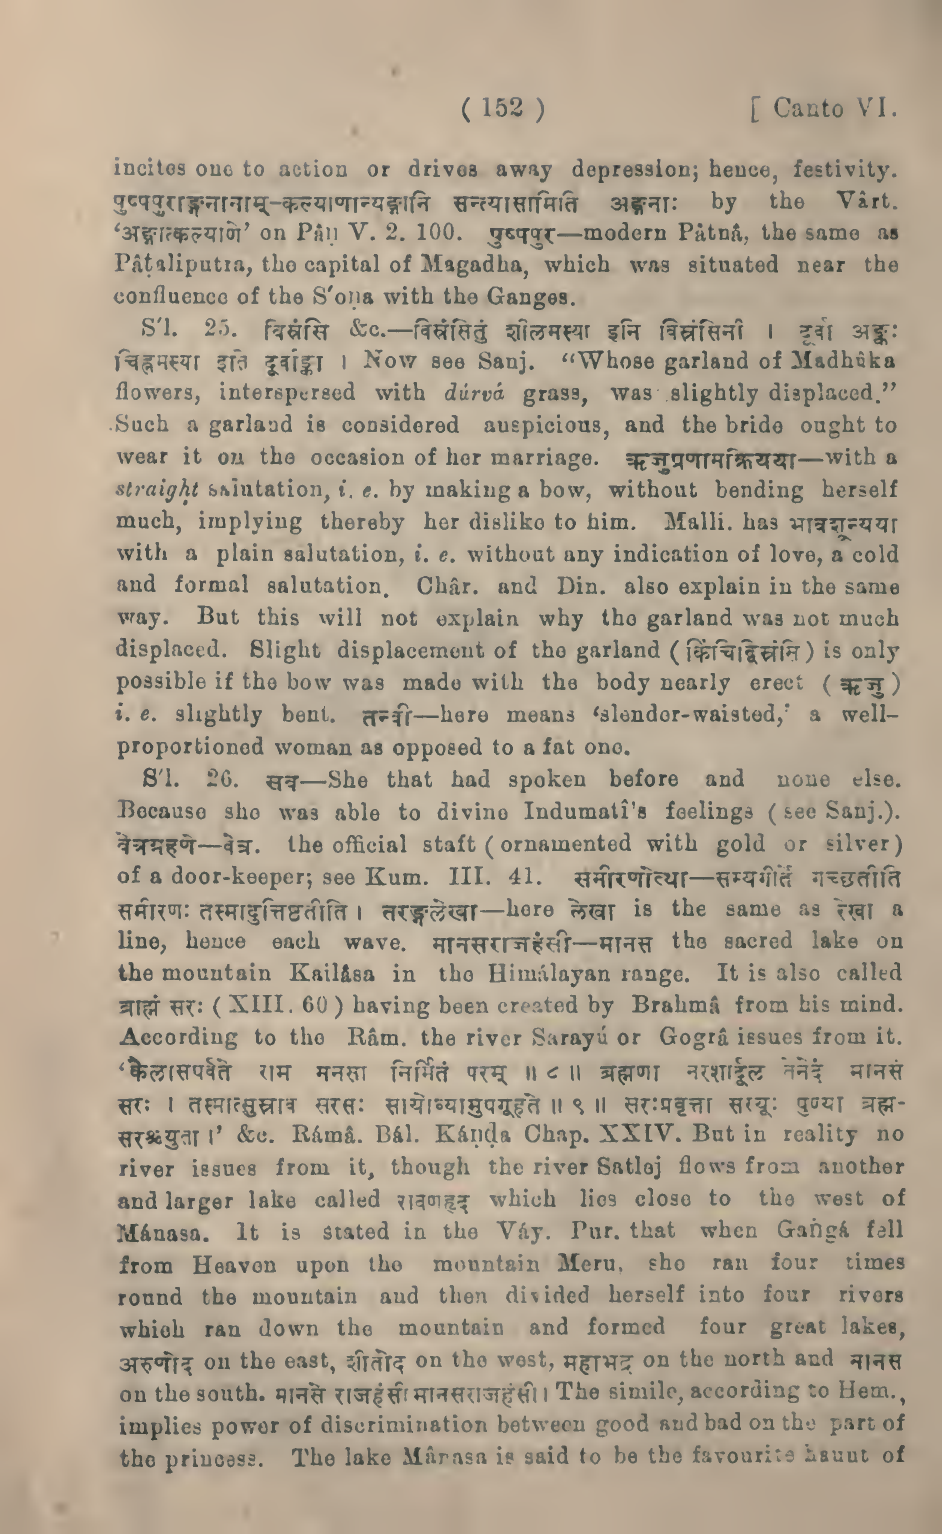 ( 152 ) [ Canto VI.
incites one to action or drives away depression; hence, festivity.
पुष्पपुराङ्गनानाम्-कल्याणान्यङ्गानि सन्त्यासामिति अङ्गनाः by the Vârt.
‘अङ्गात्कल्याणे’ on Pâṇ V. 2. 100. पुष्पपुर—modern Pâtnâ, the same as
Pâṭaliputra, the capital of Magadha, which was situated near the
confluence of the S'oṇa with the Ganges.
S'l. 25. विस्रंसि &c.—विस्रंसितुं शीलमस्या इति विस्रंसिनी । दूर्वा अङ्कः
चिह्नमस्या इति दूर्वाङ्का । Now see Sanj. “Whose garland of Madhûka
flowers, interspersed with dúrvá grass, was slightly displaced.”
Such a garland is considered auspicious, and the bride ought to
wear it on the occasion of her marriage. ऋजुप्रणामक्रियया—with a
straight salutation, i. e. by making a bow, without bending herself
much, implying thereby her dislike to him. Malli. has भावशून्यया
with a plain salutation, i. e. without any indication of love, a cold
and formal salutation. Châr. and Din. also explain in the same
way. But this will not explain why the garland was not much
displaced. Slight displacement of the garland ( किंचिद्विस्रंसि ) is only
possible if the bow was made with the body nearly erect ( ऋजु )
i. e. slightly bent. तन्वी—here means ‘slender-waisted,’ a well-
proportioned woman as opposed to a fat one.
S'l. 26. सैव—She that had spoken before and none else.
Because she was able to divine Indumatî's feelings ( see Sanj.).
वेत्रग्रहणे—वेत्र. the official staff ( ornamented with gold or silver)
of a door-keeper; see Kum. III. 41. समीरणोत्था—सम्यगीर्ते गच्छतीति
समीरणः तस्मादुत्तिष्ठतीति । तरङ्गलेखा—here लेखा is the same as रेखा a
line, hence each wave. मानसराजहंसी—मानस the sacred lake on
the mountain Kailâsa in the Himálayan range. It is also called
ब्राह्मं सरः ( XIII. 60 ) having been created by Brahmâ from his mind.
According to the Râm. the river Sarayú or Gogrâ issues from it.
‘कैलासपर्वते राम मनसा निर्मितं परम् ॥ ८ ॥ ब्रह्मणा नरशार्दूल तेनेदं मानसं
सरः । तस्मात्सुस्राव सरसः सायोध्यामुपगूहते ॥ ९ ॥ सरःप्रवृत्ता सरयूः पुण्या ब्रह्म-
सरश्च्युता ।’ &c. Rámâ. Bál. Káṇḍa Chap. XXIV. But in reality no
river issues from it, though the river Satlej flows from another
and larger lake called रावणह्रद which lies close to the west of
Mánasa. It is stated in the Váy. Pur. that when Gaṅgá fell
from Heaven upon the mountain Meru, she ran four times
round the mountain and then divided herself into four rivers
which ran down the mountain and formed four great lakes,
अरुणोद on the east, शीतोद on the west, महाभद्र on the north and मानस
on the south. मानसे राजहंसी मानसराजहंसी । The simile, according to Hem.,
implies power of discrimination between good and bad on the part of
the princess. The lake Mânasa is said to be the favourite haunt of